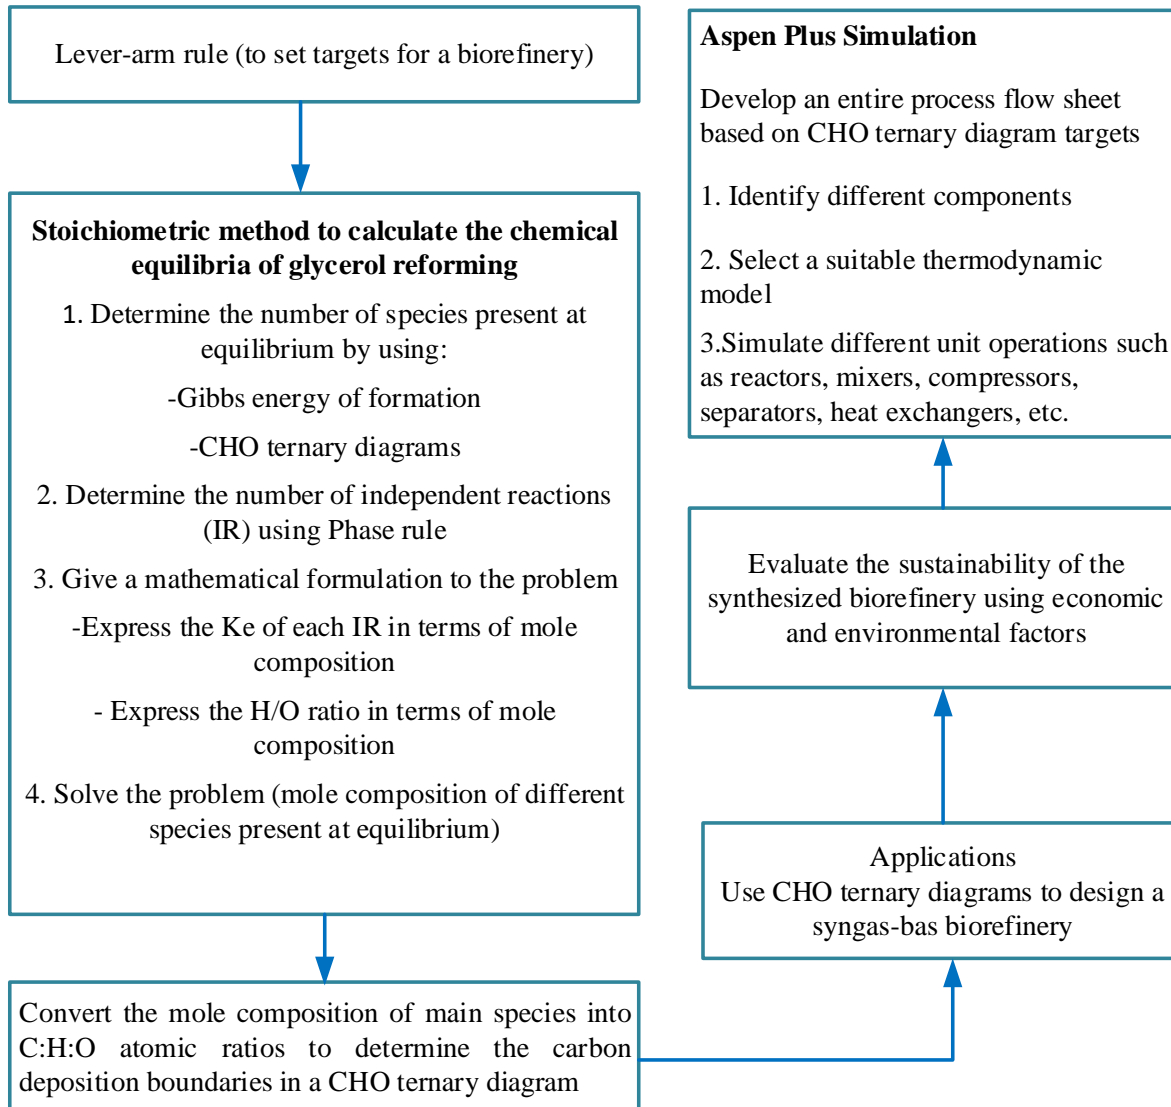 Lever-arm rule (to set targets for a biorefinery)
Stoichiometric method to calculate the chemical
equilibria of glycerol reforming
1. Determine the number of species present at
equilibrium by using:
-Gibbs energy of formation
-CHO ternary diagrams
2. Determine the number of independent reactions
(IR) using Phase rule
3. Give a mathematical formulation to the problem
-Express the Ke of each IR in terms of mole
composition
- Express the H/O ratio in terms of mole
composition
4. Solve the problem (mole composition of different
species present at equilibrium)
Convert the mole composition of main species into
C:H:O atomic ratios to determine the carbon
deposition boundaries in a CHO ternary diagram
Applications
Use CHO ternary diagrams to design a
syngas-bas biorefinery
Evaluate the sustainability of the
synthesized biorefinery using economic
and environmental factors
Aspen Plus Simulation
Develop an entire process flow sheet
based on CHO ternary diagram targets
1. Identify different components
2. Select a suitable thermodynamic
model
3.Simulate different unit operations such
as reactors, mixers, compressors,
separators, heat exchangers, etc.